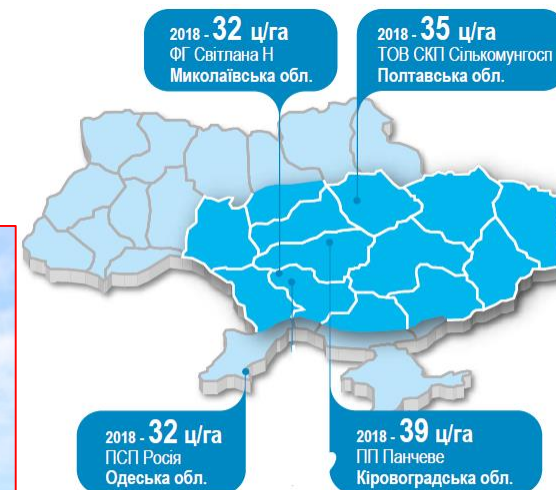 2018 - 32 ц/га
ФГ Світлана Н
Миколаївська обл.
2018 - 35 ц/га
ТОВ СКП Сількомунгосп
Полтавська обл.
2018 - 32 ц/га
ПСП Росія
Одеська обл.
2018 - 39 ц/га
ПП Панчеве
Кіровоградська обл.